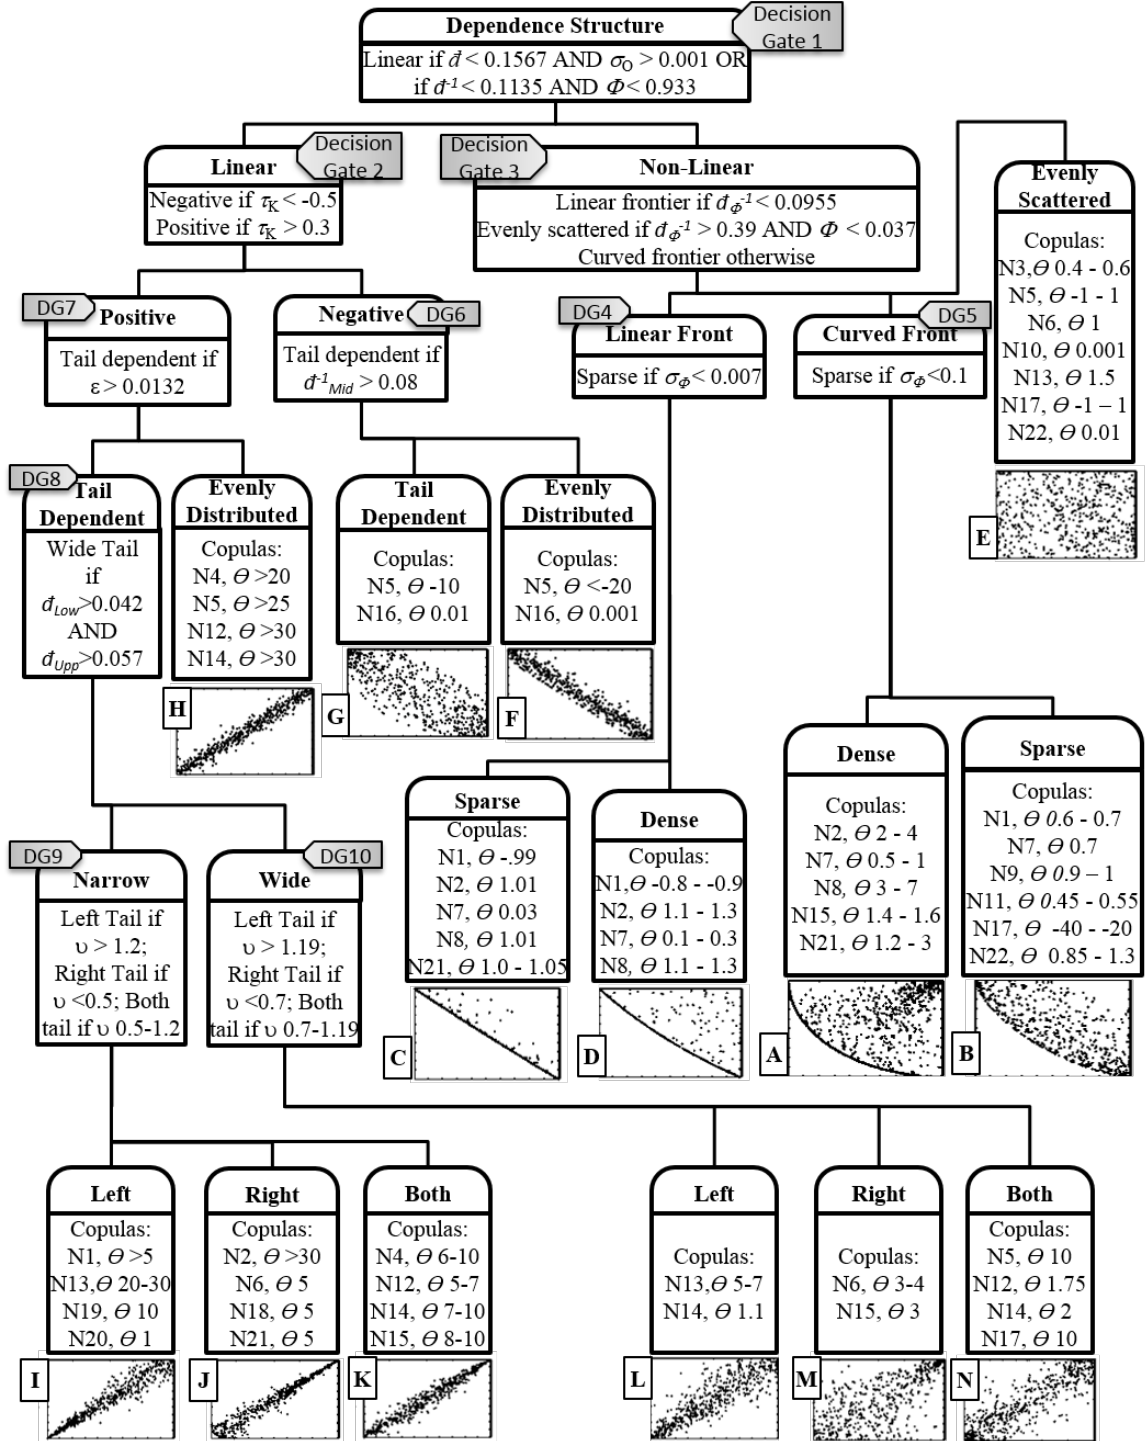 Dependence Structure
Decision
Gate 1
Linear if đ < 0.1567 AND σO > 0.001 OR
if đ-1 < 0.1135 AND Φ < 0.933
Linear
Decision
Gate 2
Negative if τK < -0.5
Positive if τK > 0.3
Decision
Gate 3
Non-Linear
Linear frontier if đΦ-1 < 0.0955
Evenly scattered if đΦ-1 > 0.39 AND Φ < 0.037
Curved frontier otherwise
Evenly
Scattered
Copulas:
N3,Θ 0.4 - 0.6
N5, Θ -1 - 1
N6, Θ 1
N10, Θ 0.001
N13, Θ 1.5
N17, Θ -1 – 1
N22, Θ 0.01
E
DG7
Positive
Tail dependent if
ε > 0.0132
Negative
DG6
Tail dependent if
đ-1Mid > 0.08
DG4
Linear Front
Sparse if σΦ < 0.007
Curved Front
DG5
Sparse if σΦ <0.1
DG8
Tail
Dependent
Wide Tail
if
đLow>0.042
AND
đUpp>0.057
Evenly
Distributed
Copulas:
N4, Θ >20
N5, Θ >25
N12, Θ >30
N14, Θ >30
H
Tail
Dependent
Copulas:
N5, Θ -10
N16, Θ 0.01
G
Evenly
Distributed
Copulas:
N5, Θ <-20
N16, Θ 0.001
F
Sparse
Copulas:
N1, Θ -.99
N2, Θ 1.01
N7, Θ 0.03
N8, Θ 1.01
N21, Θ 1.0 - 1.05
C
Dense
Copulas:
N1,Θ -0.8 - -0.9
N2, Θ 1.1 - 1.3
N7, Θ 0.1 - 0.3
N8, Θ 1.1 - 1.3
D
Dense
Copulas:
N2, Θ 2 - 4
N7, Θ 0.5 - 1
N8, Θ 3 - 7
N15, Θ 1.4 - 1.6
N21, Θ 1.2 - 3
A
Sparse
Copulas:
N1, Θ 0.6 - 0.7
N7, Θ 0.7
N9, Θ 0.9 – 1
N11, Θ 0.45 - 0.55
N17, Θ -40 - -20
N22, Θ 0.85 - 1.3
B
DG9
Narrow
Left Tail if
υ > 1.2;
Right Tail if
υ <0.5; Both
tail if υ 0.5-1.2
DG10
Wide
Left Tail if
υ > 1.19;
Right Tail if
υ <0.7; Both
tail if υ 0.7-1.19
Left
Copulas:
N1, Θ >5
N13,Θ 20-30
N19, Θ 10
N20, Θ 1
I
Right
Copulas:
N2, Θ >30
N6, Θ 5
N18, Θ 5
N21, Θ 5
J
Both
Copulas:
N4, Θ 6-10
N12, Θ 5-7
N14, Θ 7-10
N15, Θ 8-10
K
Left
Copulas:
N13,Θ 5-7
N14, Θ 1.1
L
Right
Copulas:
N6, Θ 3-4
N15, Θ 3
M
Both
Copulas:
N5, Θ 10
N12, Θ 1.75
N14, Θ 2
N17, Θ 10
N